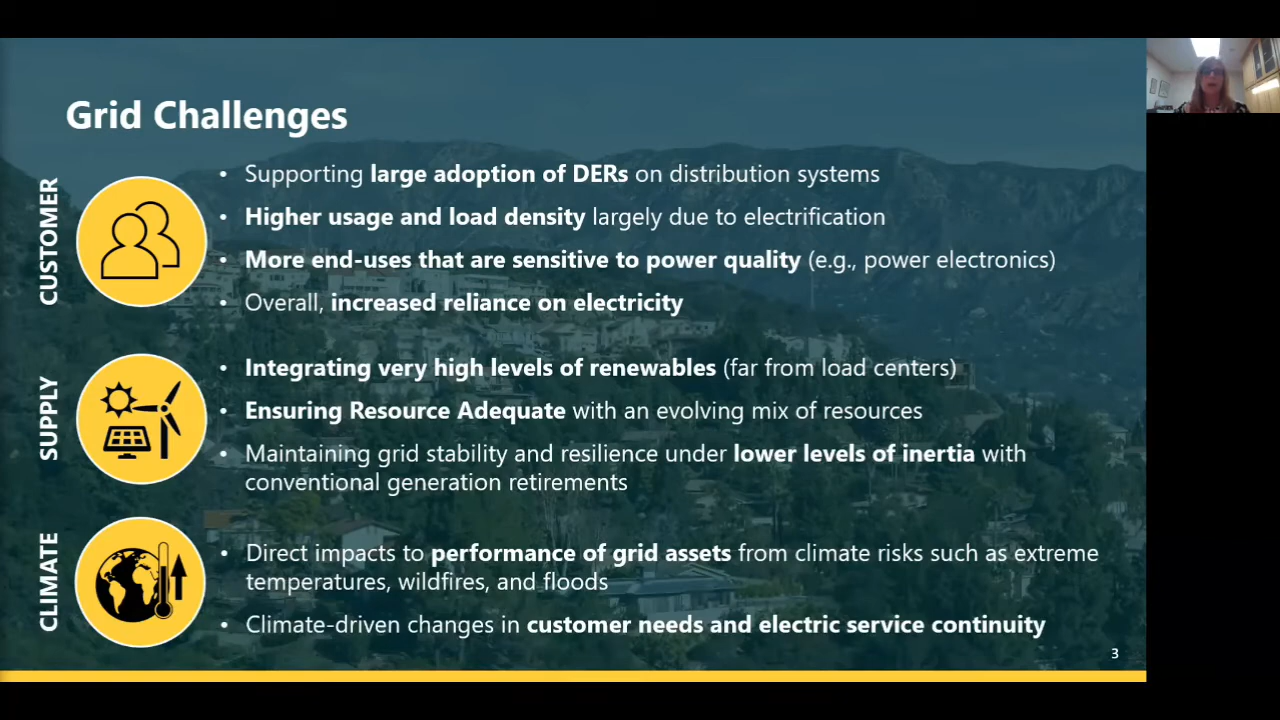 Grid Challenges
CUSTOMER
• Supporting large adoption of DERs on distribution systems
• Higher usage and load density largely due to electrification
• More end-uses that are sensitive to power quality (e.g., power electronics)
• Overall, increased reliance on electricity
SUPPLY
• Integrating very high levels of renewables (far from load centers)
• Ensuring Resource Adequate with an evolving mix of resources
• Maintaining grid stability and resilience under lower levels of inertia with
conventional generation retirements
CLIMATE
• Direct impacts to performance of grid assets from climate risks such as extreme
temperatures, wildfires, and floods
• Climate-driven changes in customer needs and electric service continuity
3